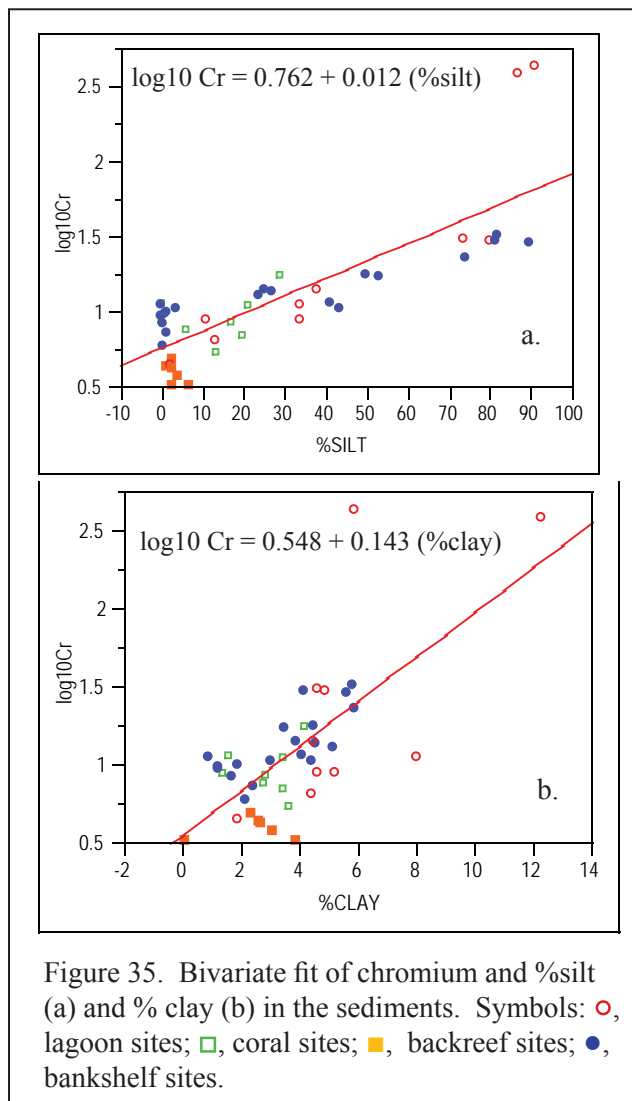 log10 Cr = 0.762 + 0.012 (%silt)
2.5
2
1.5
1
0.5
log10Cr
a.
-10 0 10 20 30 40 50 60 70 80 90 100
%SILT
log10 Cr = 0.548 + 0.143 (%clay)
2.5
2
1.5
1
0.5
log10Cr
b.
-2 0 2 4 6 8 10 12 14
%CLAY
Figure 35. Bivariate fit of chromium and %silt
(a) and % clay (b) in the sediments. Symbols: ○,
lagoon sites; □, coral sites; ■, backreef sites; ●,
bankshelf sites.